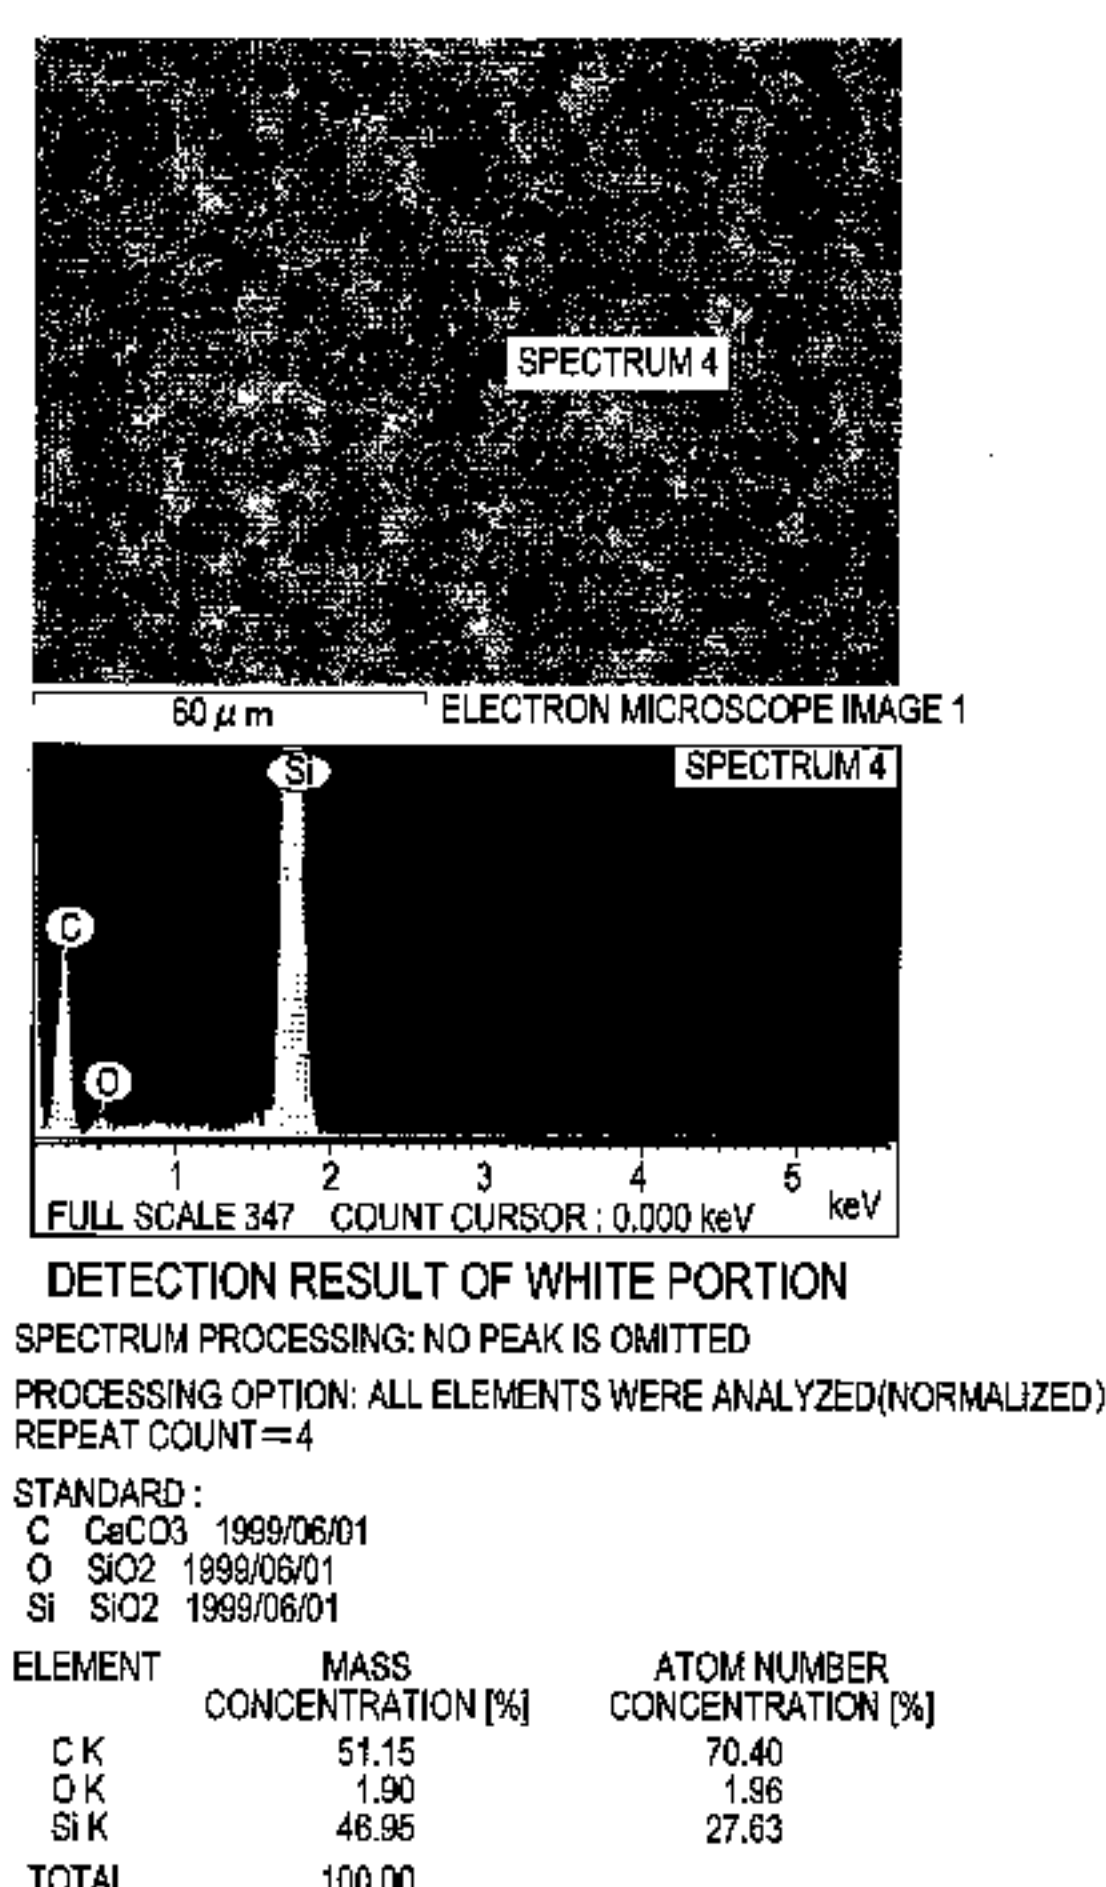 SPECTRUM 4
60 μm ELECTRON MICROSCOPE IMAGE 1
Si
SPECTRUM 4
C
O
1 2 3 4 5 keV
FULL SCALE 347 COUNT CURSOR : 0.000 keV
DETECTION RESULT OF WHITE PORTION
SPECTRUM PROCESSING: NO PEAK IS OMITTED
PROCESSING OPTION: ALL ELEMENTS WERE ANALYZED(NORMALIZED)
REPEAT COUNT=4
STANDARD :
C CaCO3 1999/06/01
O SiO2 1999/06/01
Si SiO2 1999/06/01
ELEMENT MASS ATOM NUMBER
CONCENTRATION [%] CONCENTRATION [%]
C K 51.15 70.40
O K 1.90 1.96
Si K 46.95 27.63
TOTAL 100.00